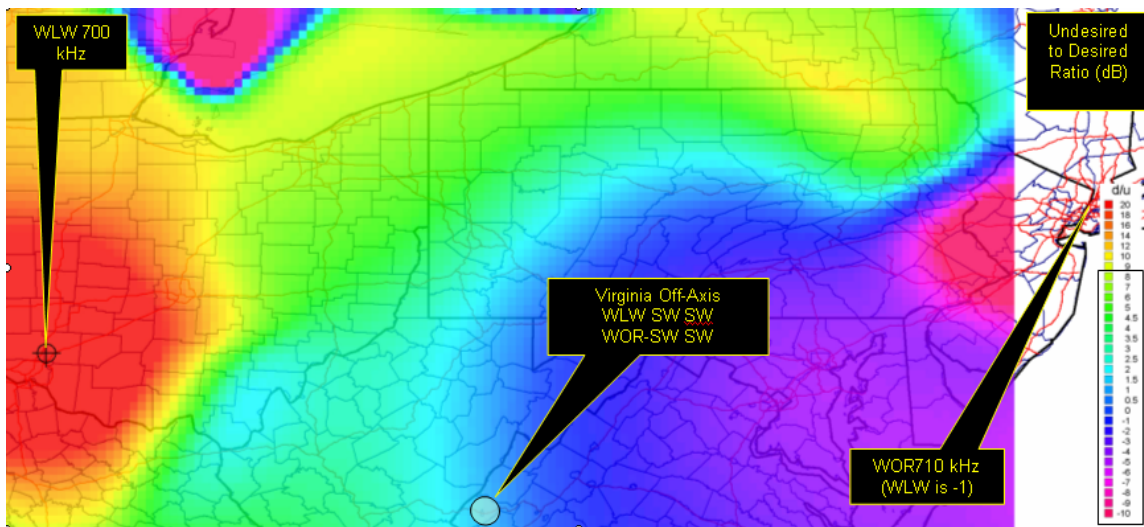 WLW 700
kHz
Undesired
to Desired
Ratio (dB)
d/u
20
18
16
14
12
10
9
8
7
6
5
4.5
4
3.5
3
2.5
2
1.5
1
0.5
0
-1
-2
-3
-4
-5
-6
-7
-8
-9
-10
Virginia Off-Axis
WLW SW SW
WOR-SW SW
WOR710 kHz
(WLW is -1)